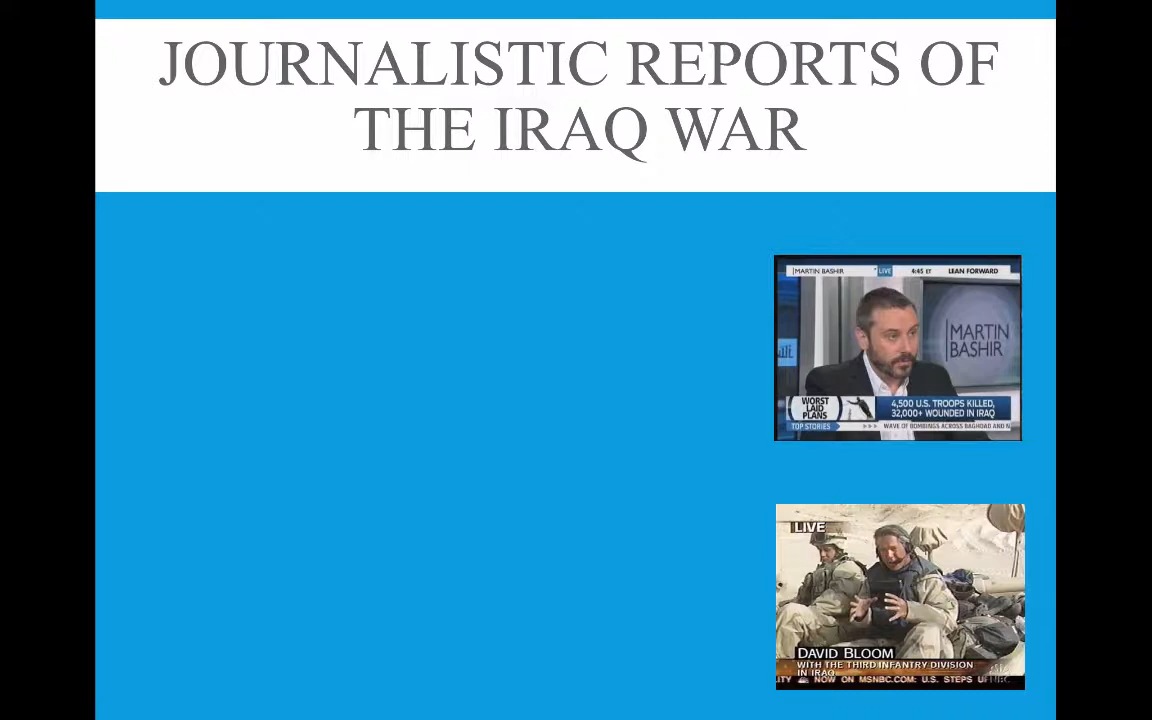 JOURNALISTIC REPORTS OF
THE IRAQ WAR
MARTIN BASHIR LIVE 4:45 ET LEAN FORWARD
MARTIN
BASHIR
WORST
LAID
PLANS
4,500 U.S. TROOPS KILLED,
32,000+ WOUNDED IN IRAQ
TOP STORIES >>> WAVE OF BOMBINGS ACROSS BAGHDAD AND
LIVE
DAVID BLOOM
WITH THE THIRD INFANTRY DIVISION
IN IRAQ
NOW ON MSNBC.COM: U.S. STEPS